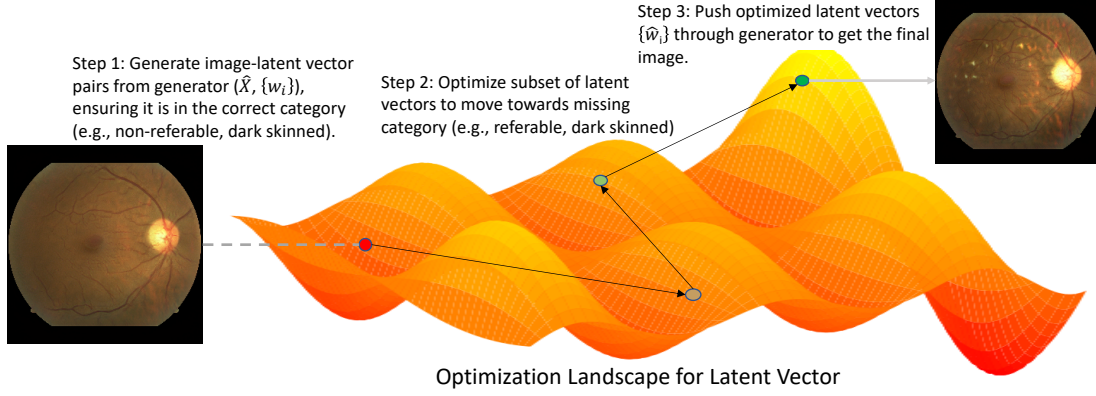 Step 1: Generate image-latent vector
pairs from generator (X̂, {wᵢ}),
ensuring it is in the correct category
(e.g., non-referable, dark skinned).
Step 2: Optimize subset of latent
vectors to move towards missing
category (e.g., referable, dark skinned)
Step 3: Push optimized latent vectors
{ŵᵢ} through generator to get the final
image.
Optimization Landscape for Latent Vector